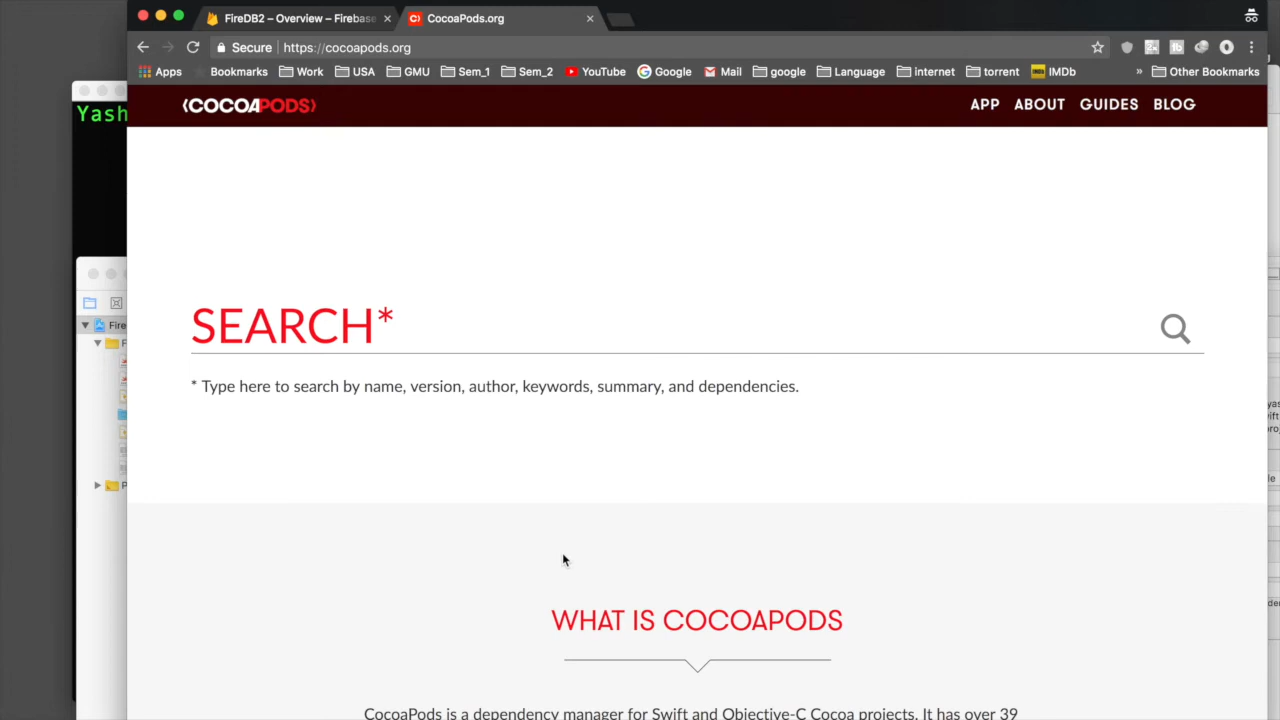 FireDB2 – Overview – Firebase
CocoaPods.org
Secure
https://cocoapods.org
Apps
Bookmarks
Work
USA
GMU
Sem_1
Sem_2
YouTube
Google
Mail
google
Language
internet
torrent
IMDb
»
Other Bookmarks
Yash
COCOAPODS
APP
ABOUT
GUIDES
BLOG
SEARCH*
* Type here to search by name, version, author, keywords, summary, and dependencies.
Fire
WHAT IS COCOAPODS
CocoaPods is a dependency manager for Swift and Objective-C Cocoa projects. It has over 39